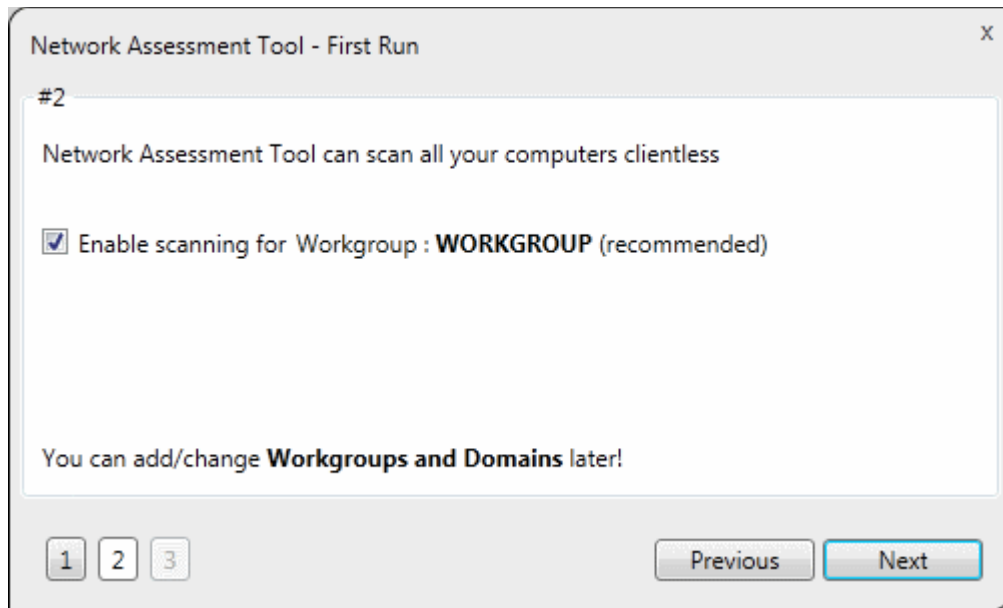 Network Assessment Tool - First Run
x
#2
Network Assessment Tool can scan all your computers clientless
Enable scanning for Workgroup : WORKGROUP (recommended)
You can add/change Workgroups and Domains later!
1 2 3 Previous Next